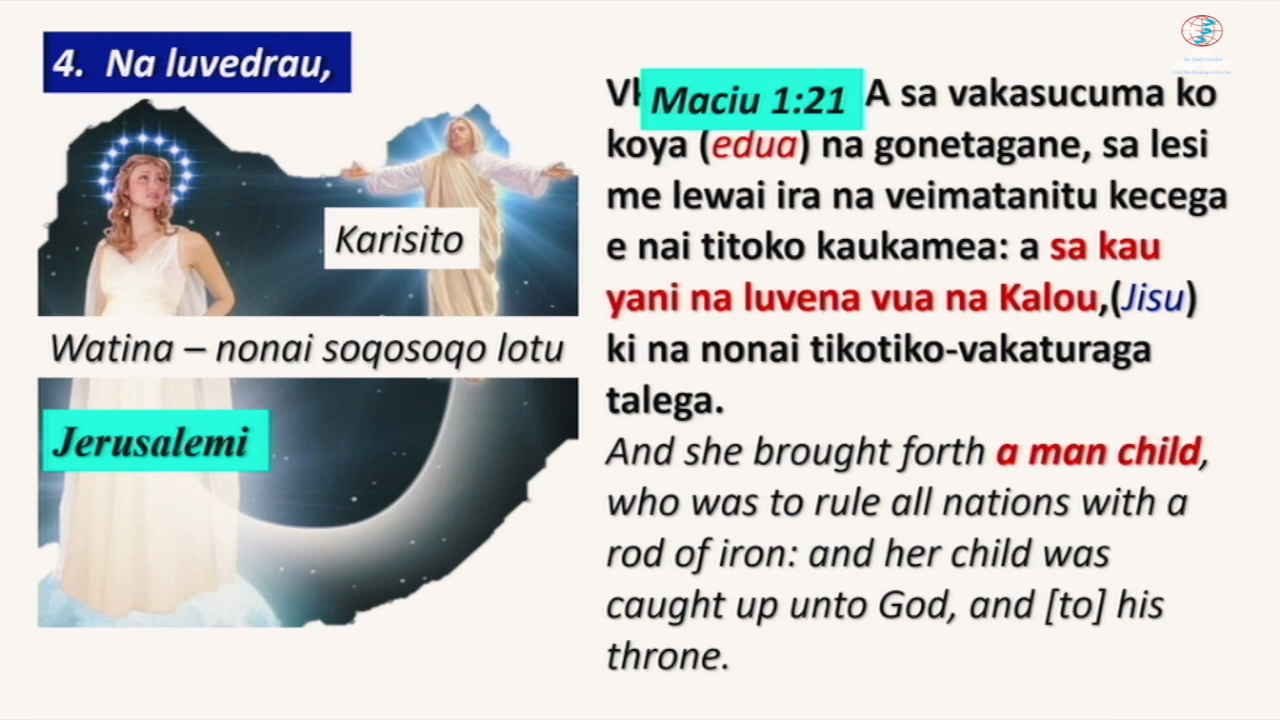 4. Na luvedrau,
Karisito
Watina – nonai soqosoqo lotu
Jerusalemi
Maciu 1:21 A sa vakasucuma ko
koya (edua) na gonetagane, sa lesi
me lewai ira na veimatanitu kecega
e nai titoko kaukamea: a sa kau
yani na luvena vua na Kalou,(Jisu)
ki na nonai tikotiko-vakaturaga
talega.
And she brought forth a man child,
who was to rule all nations with a
rod of iron: and her child was
caught up unto God, and [to] his
throne.